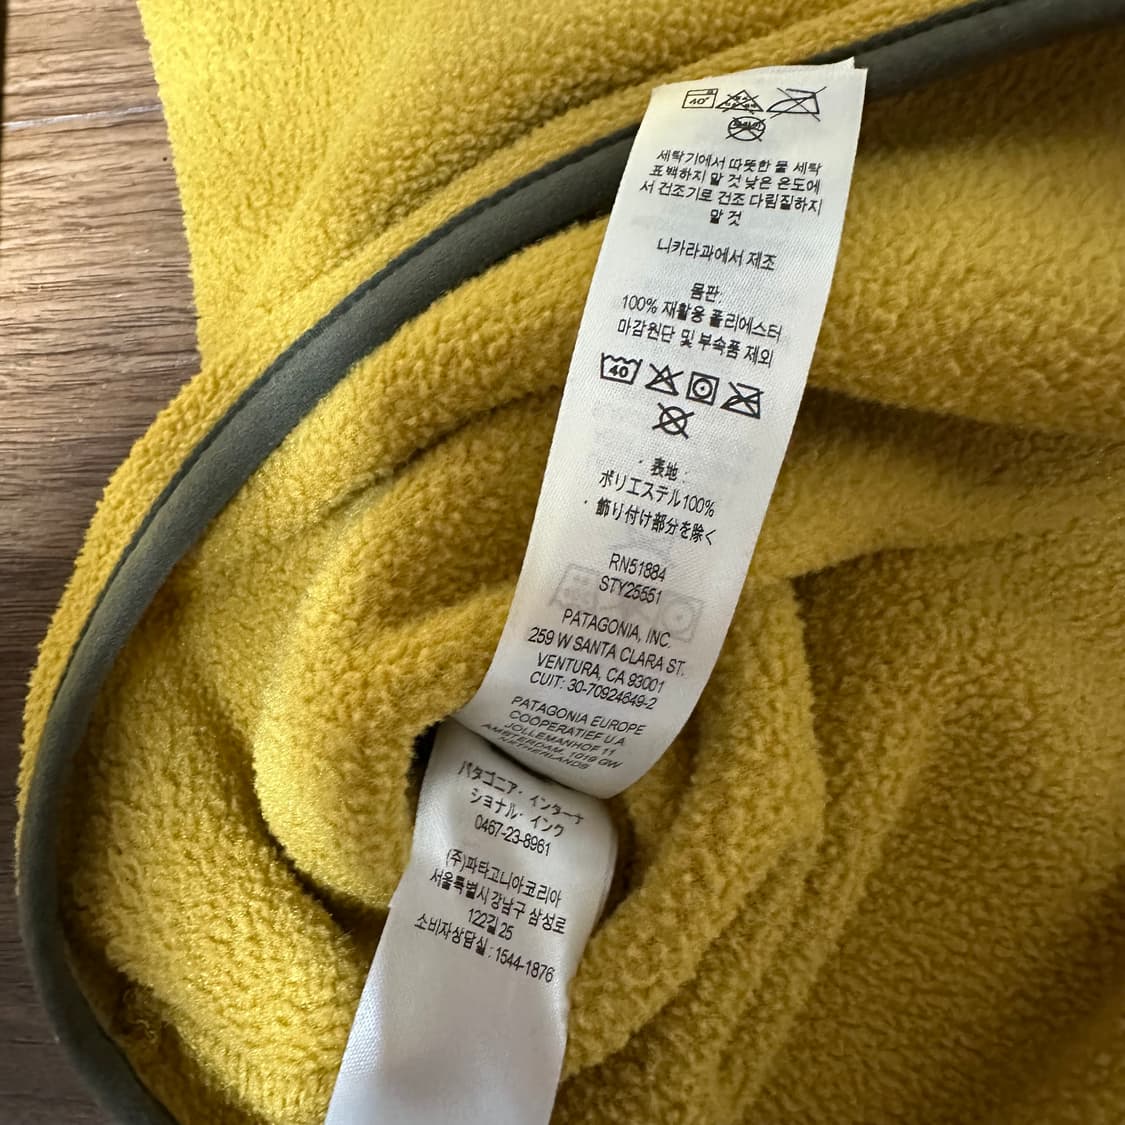 40°
세탁기에서 따뜻한 물 세탁
표백하지 말 것 낮은 온도에
서 건조기로 건조 다림질하지
말 것
니카라과에서 제조
몸판:
100% 재활용 폴리에스터
마감원단 및 부속품 제외
40
· 表地 ·
ポリエステル100%
· 飾り付け部分を除く
RN51884
STY25551
PATAGONIA, INC.
259 W SANTA CLARA ST.
VENTURA, CA 93001
CUIT: 30-70924649-2
PATAGONIA EUROPE
COÖPERATIEF U.A
JOLLEMANHOF 11
AMSTERDAM, 1019 GW
NETHERLANDS
パタゴニア・インターナ
ショナル・インク
0467-23-8961
(주)파타고니아코리아
서울특별시 강남구 삼성로
122길 25
소비자상담실 : 1544-1876